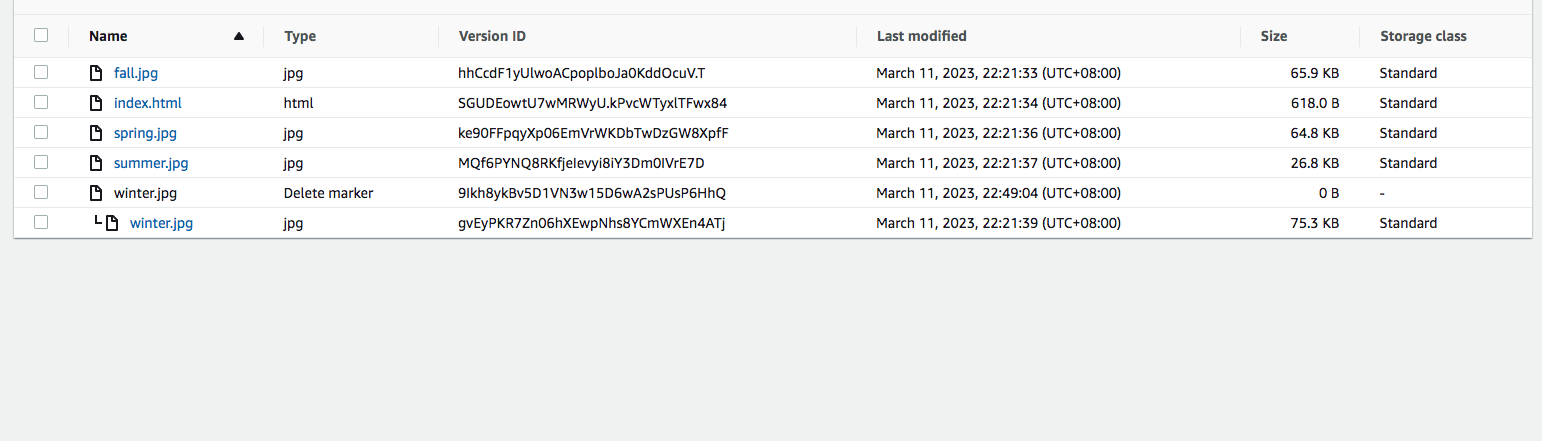 Name Type Version ID Last modified Size Storage class
fall.jpg jpg hhCcdF1yUlwoACpoplboJa0KddOcuV.T March 11, 2023, 22:21:33 (UTC+08:00) 65.9 KB Standard
index.html html SGUDEowtU7wMRWyU.kPvcWTyxlTFwx84 March 11, 2023, 22:21:34 (UTC+08:00) 618.0 B Standard
spring.jpg jpg ke90FFpqyXp06EmVrWKDbTwDzGW8XpfF March 11, 2023, 22:21:36 (UTC+08:00) 64.8 KB Standard
summer.jpg jpg MQf6PYNQ8RKfjeIevyi8iY3Dm0IVrE7D March 11, 2023, 22:21:37 (UTC+08:00) 26.8 KB Standard
winter.jpg Delete marker 9Ikh8ykBv5D1VN3w15D6wA2sPUsP6HhQ March 11, 2023, 22:49:04 (UTC+08:00) 0 B -
winter.jpg jpg gvEyPKR7Zn06hXEwpNhs8YCmWXEn4ATj March 11, 2023, 22:21:39 (UTC+08:00) 75.3 KB Standard